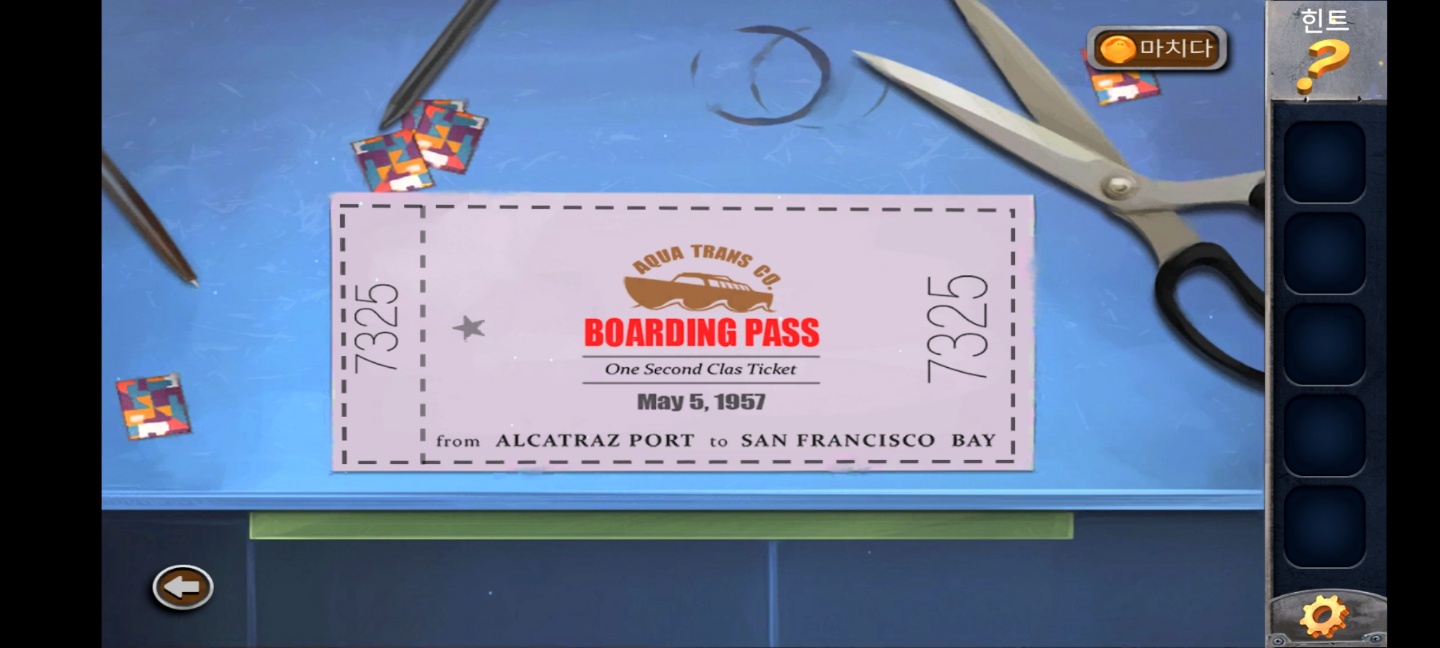 힌트
마치다
7325
AQUA TRANS CO.
BOARDING PASS
One Second Clas Ticket
May 5, 1957
from ALCATRAZ PORT to SAN FRANCISCO BAY
7325